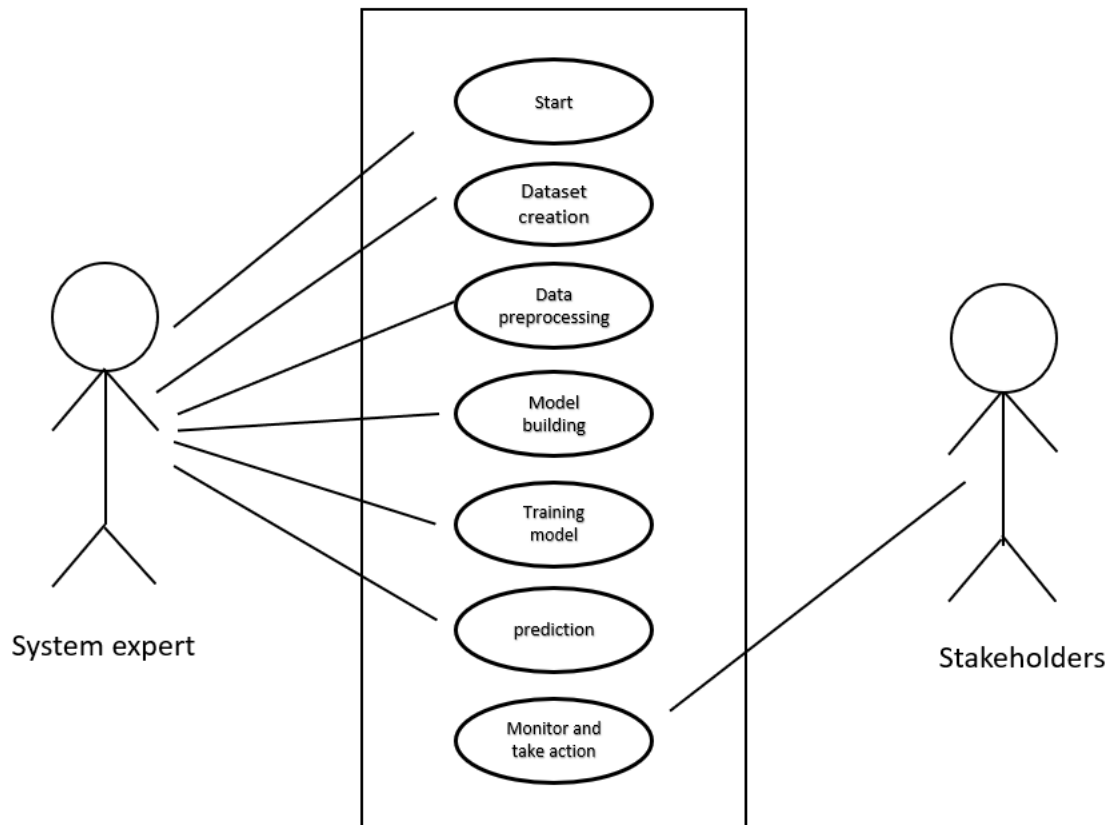 Start
Dataset
creation
Data
preprocessing
Model
building
Training
model
prediction
Monitor and
take action
System expert
Stakeholders